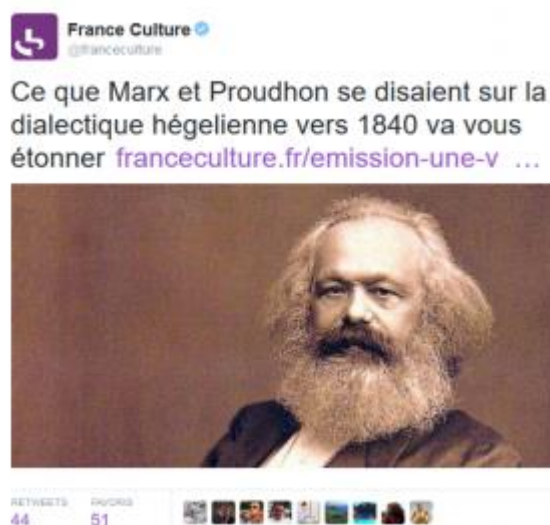 France Culture
@franceculture
Ce que Marx et Proudhon se disaient sur la
dialectique hégelienne vers 1840 va vous
étonner franceculture.fr/emission-une-v …
RETWEETS FAVORIS
44 51